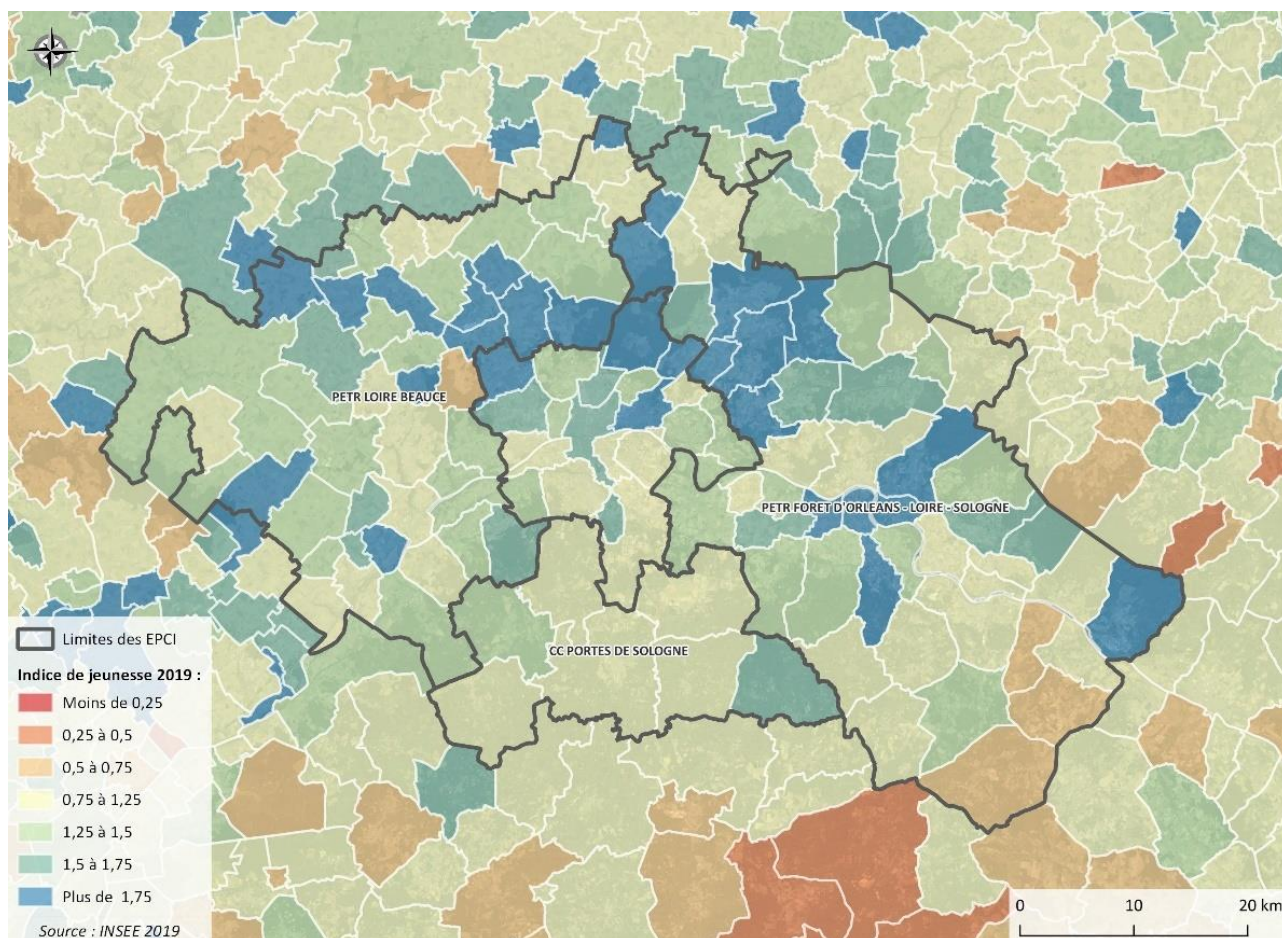 PETR LOIRE BEAUCE
PETR FORET D'ORLEANS - LOIRE - SOLOGNE
CC PORTES DE SOLOGNE
Limites des EPCI
Indice de jeunesse 2019 :
Moins de 0,25
0,25 à 0,5
0,5 à 0,75
0,75 à 1,25
1,25 à 1,5
1,5 à 1,75
Plus de 1,75
Source : INSEE 2019
0 10 20 km